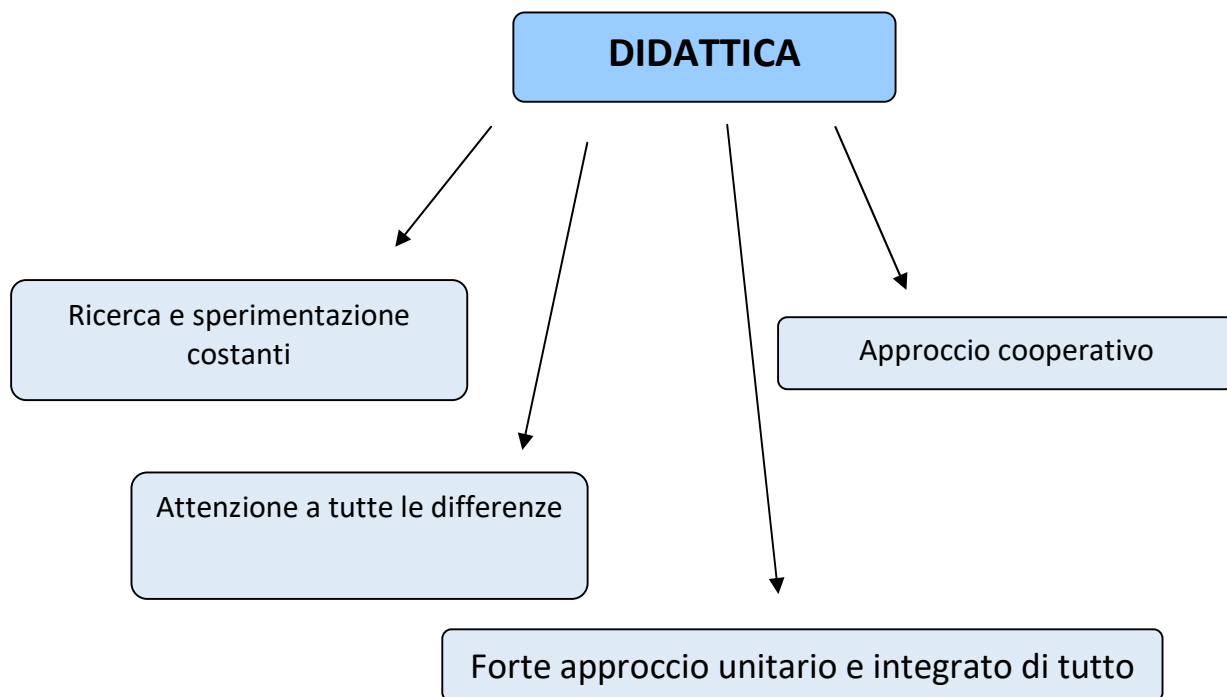 DIDATTICA
Ricerca e sperimentazione
costanti
Approccio cooperativo
Attenzione a tutte le differenze
Forte approccio unitario e integrato di tutto